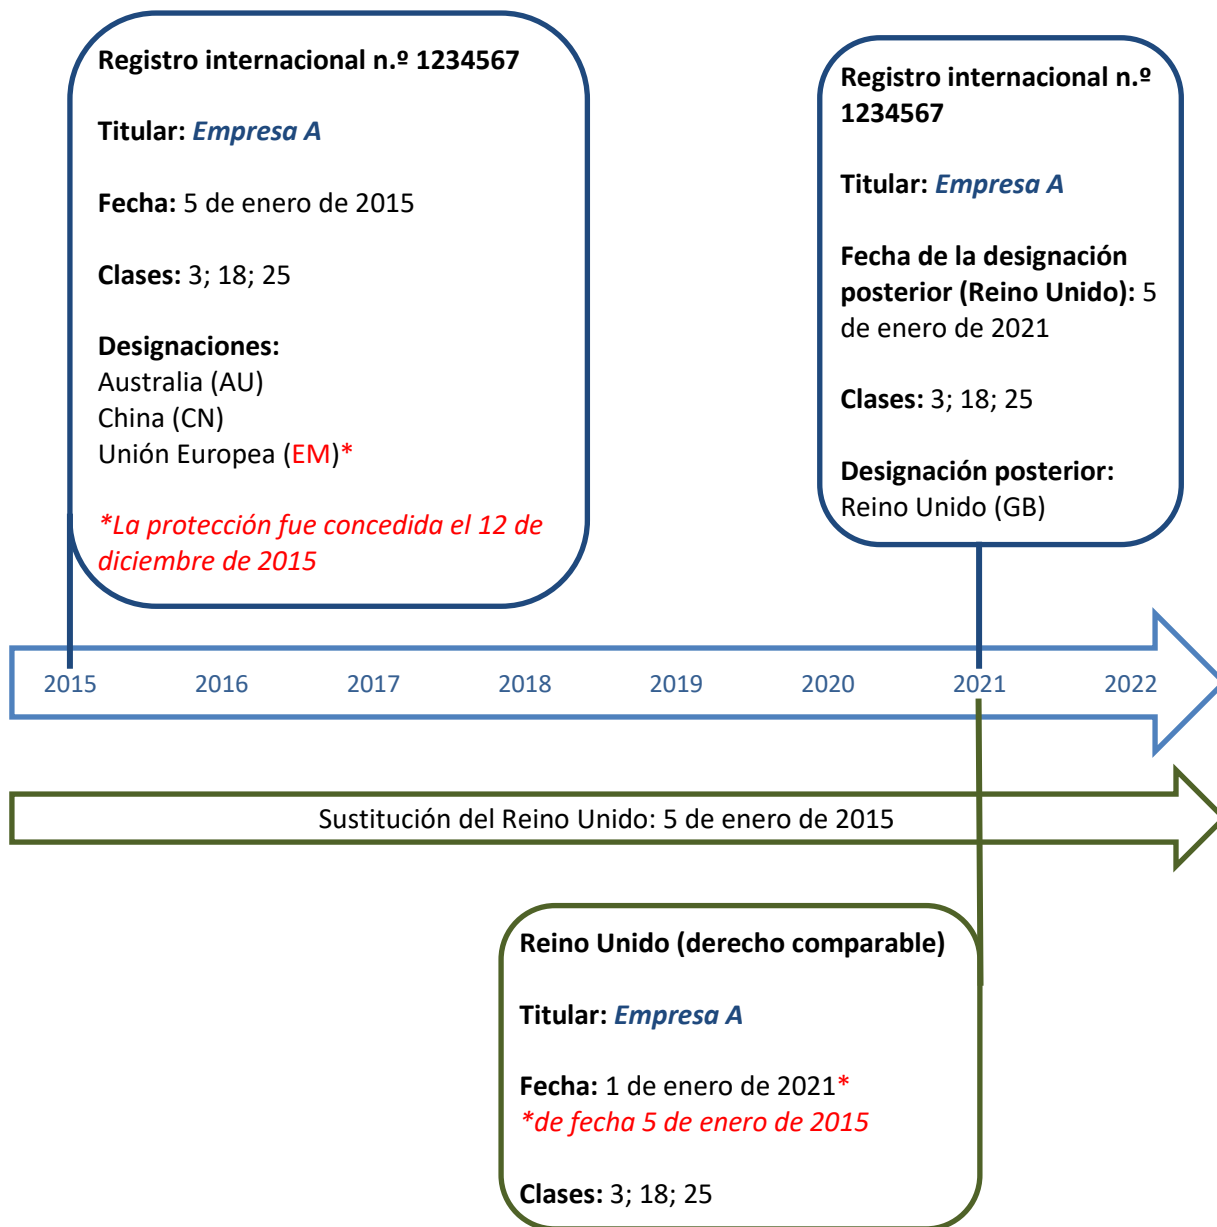 Registro internacional n.º 1234567
Titular: Empresa A
Fecha: 5 de enero de 2015
Clases: 3; 18; 25
Designaciones:
Australia (AU)
China (CN)
Unión Europea (EM)*
*La protección fue concedida el 12 de
diciembre de 2015
Registro internacional n.º
1234567
Titular: Empresa A
Fecha de la designación
posterior (Reino Unido): 5
de enero de 2021
Clases: 3; 18; 25
Designación posterior:
Reino Unido (GB)
2015 2016 2017 2018 2019 2020 2021 2022
Sustitución del Reino Unido: 5 de enero de 2015
Reino Unido (derecho comparable)
Titular: Empresa A
Fecha: 1 de enero de 2021*
*de fecha 5 de enero de 2015
Clases: 3; 18; 25